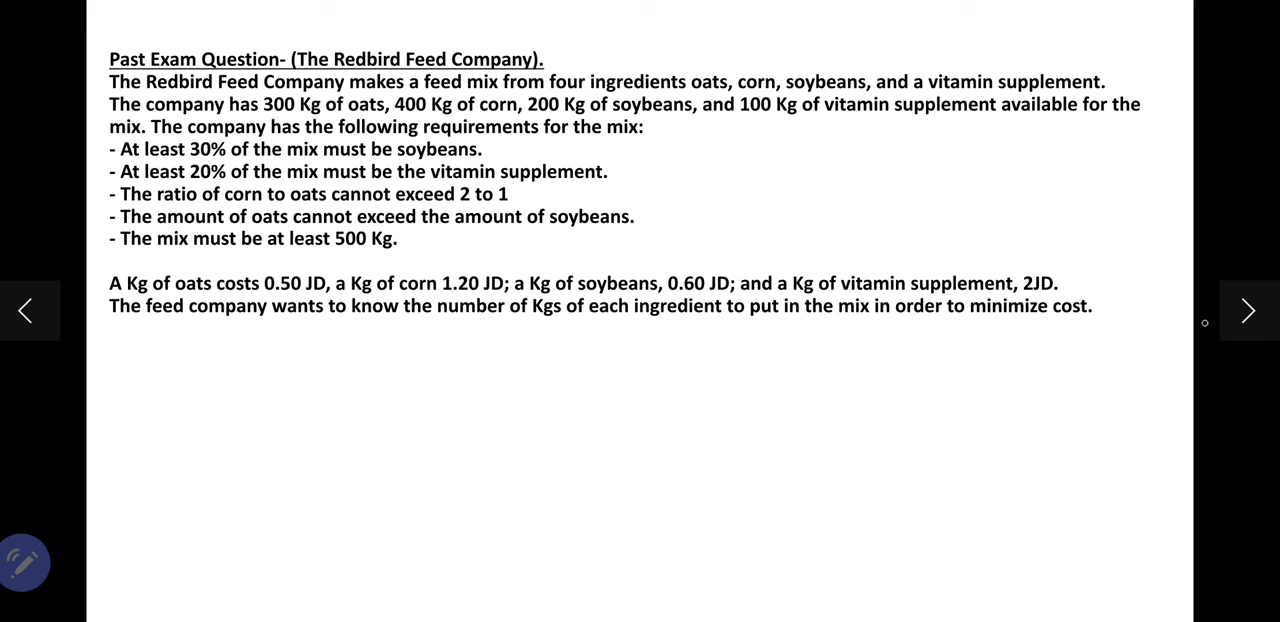 Past Exam Question- (The Redbird Feed Company).
The Redbird Feed Company makes a feed mix from four ingredients oats, corn, soybeans, and a vitamin supplement.
The company has 300 Kg of oats, 400 Kg of corn, 200 Kg of soybeans, and 100 Kg of vitamin supplement available for the
mix. The company has the following requirements for the mix:
- At least 30% of the mix must be soybeans.
- At least 20% of the mix must be the vitamin supplement.
- The ratio of corn to oats cannot exceed 2 to 1
- The amount of oats cannot exceed the amount of soybeans.
- The mix must be at least 500 Kg.
A Kg of oats costs 0.50 JD, a Kg of corn 1.20 JD; a Kg of soybeans, 0.60 JD; and a Kg of vitamin supplement, 2JD.
The feed company wants to know the number of Kgs of each ingredient to put in the mix in order to minimize cost.